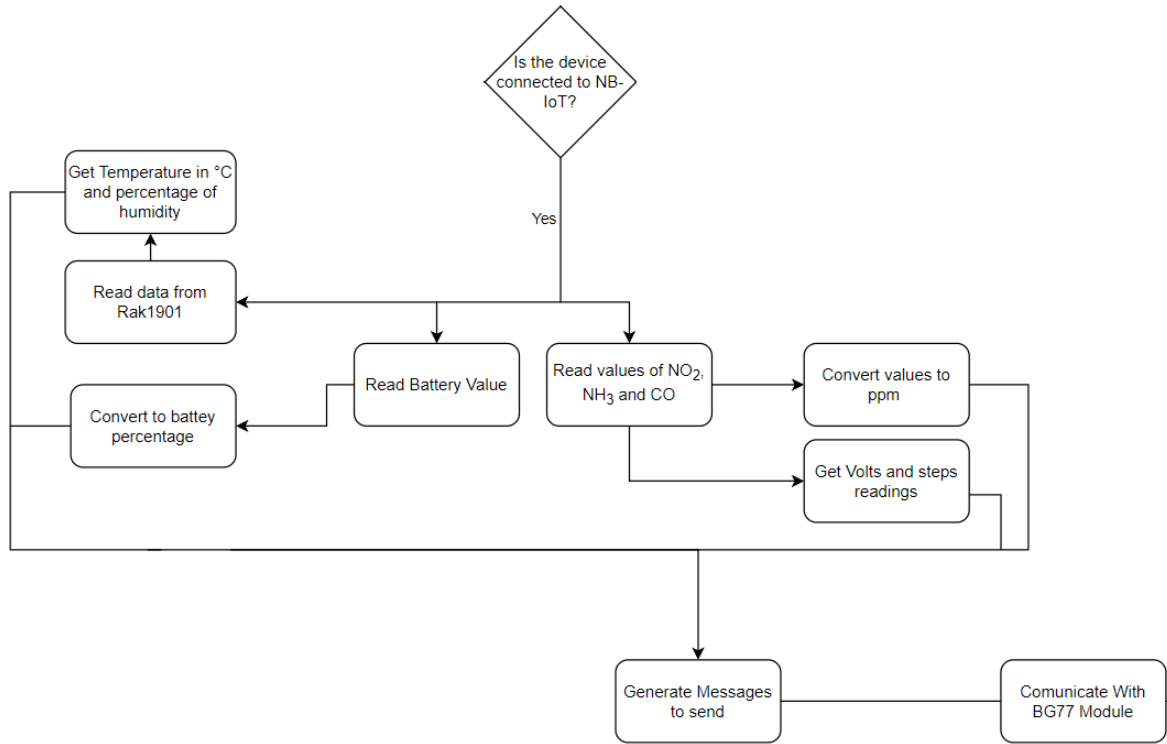 Is the device
connected to NB-
IoT?
Yes
Get Temperature in °C
and percentage of
humidity
Read data from
Rak1901
Read Battery Value
Convert to battey
percentage
Read values of NO₂,
NH₃ and CO
Convert values to
ppm
Get Volts and steps
readings
Generate Messages
to send
Comunicate With
BG77 Module